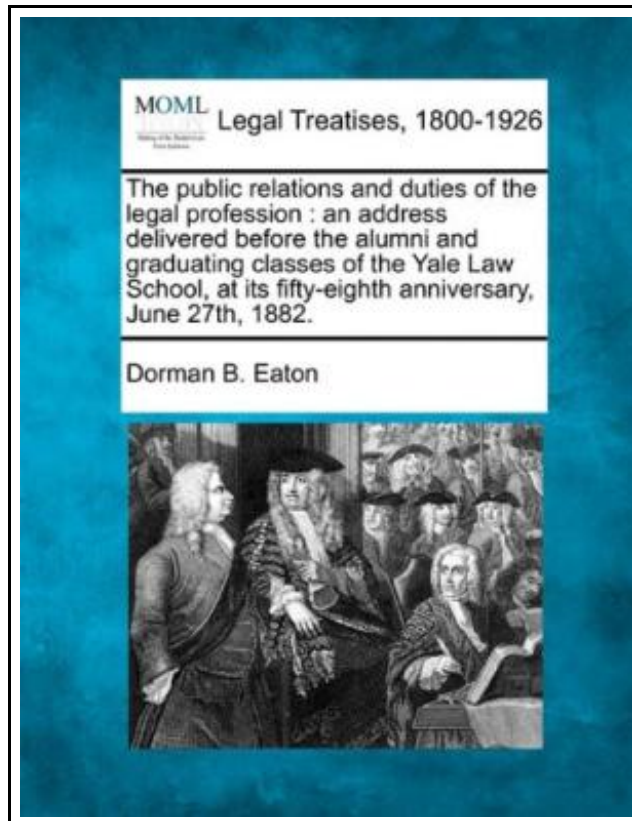 MOML
Legal Treatises, 1800-1926
The public relations and duties of the
legal profession : an address
delivered before the alumni and
graduating classes of the Yale Law
School, at its fifty-eighth anniversary,
June 27th, 1882.
Dorman B. Eaton